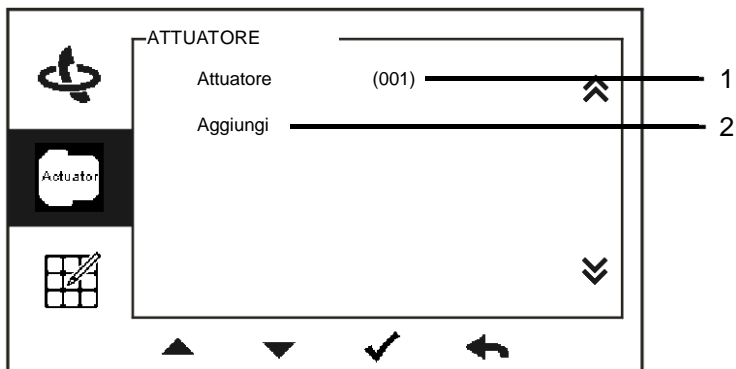 ATTUATORE
Attuatore (001) 1
Aggiungi 2
Actuator